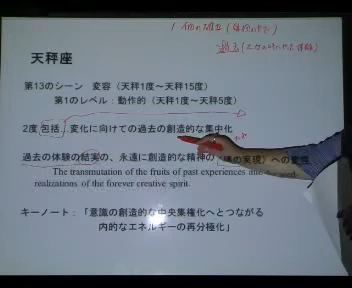 天秤座
第13のシーン 変容（天秤1度～天秤15度）
第1のレベル：動作的（天秤1度～天秤5度）
2度 包括：変化に向けての過去の創造的な集中化
過去の体験の結実の、永遠に創造的な精神の への変性
The transmutation of the fruits of past experiences into the seed
realizations of the forever creative spirit.
キーノート：「意識の創造的な中央集権化へとつながる
内的なエネルギーの再分極化」